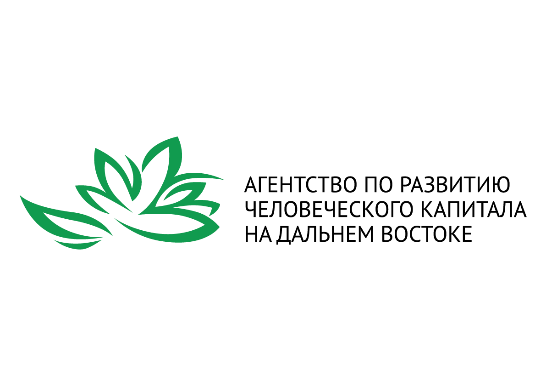 АГЕНТСТВО ПО РАЗВИТИЮ
ЧЕЛОВЕЧЕСКОГО КАПИТАЛА
НА ДАЛЬНЕМ ВОСТОКЕ